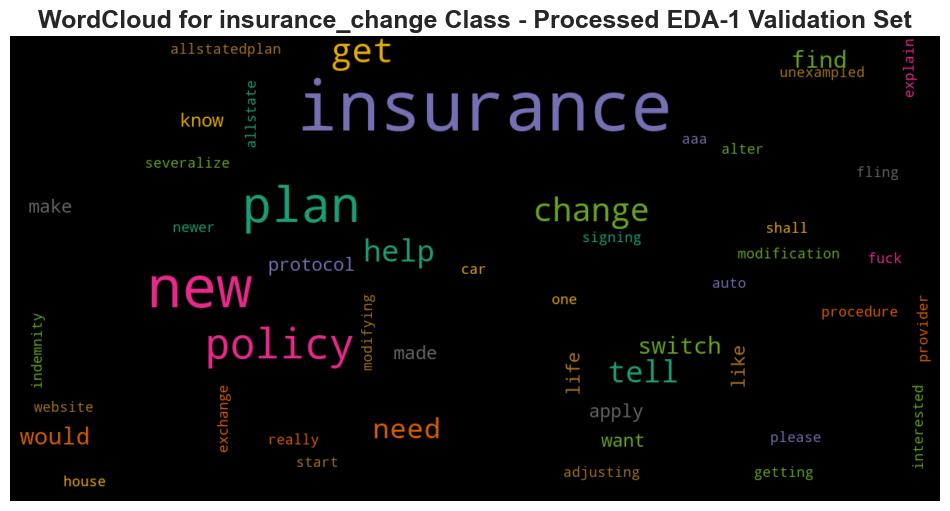 WordCloud for insurance_change Class - Processed EDA-1 Validation Set
allstatedplan
get
find
unexampled
explain
insurance
allstate
know
aaa
alter
severalize
fling
make
plan
change
newer
signing
shall
help
modification
protocol
car
fuck
new
auto
one
modifying
procedure
provider
indemnity
policy
made
switch
life
tell
like
website
exchange
apply
interested
would
really
need
want
please
start
adjusting
getting
house